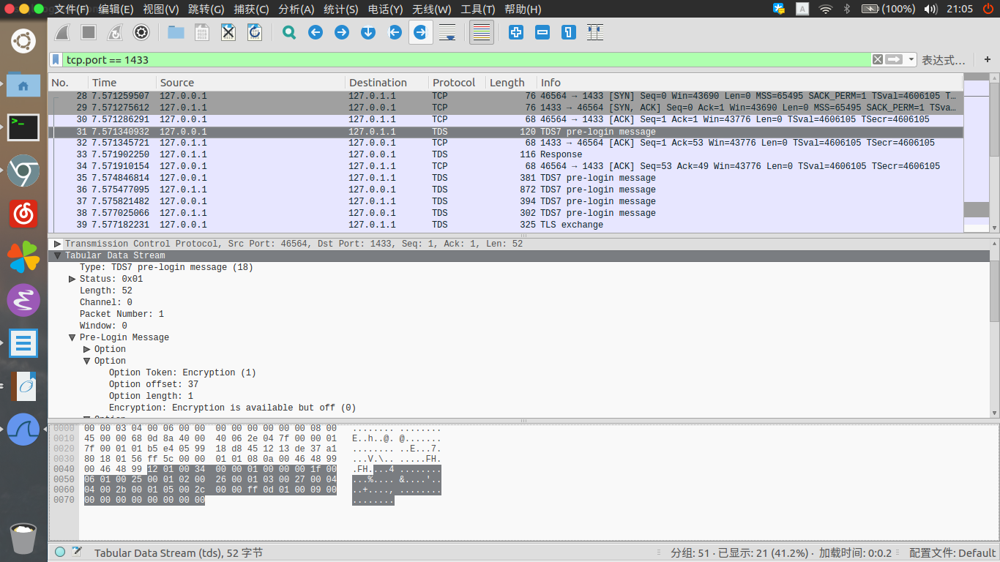 文件(F) 编辑(E) 视图(V) 跳转(G) 捕获(C) 分析(A) 统计(S) 电话(Y) 无线(W) 工具(T) 帮助(H) A (100%) 21:05
tcp.port == 1433 表达式… +
No. Time Source Destination Protocol Length Info
28 7.571259507 127.0.0.1 127.0.1.1 TCP 76 46564 → 1433 [SYN] Seq=0 Win=43690 Len=0 MSS=65495 SACK_PERM=1 TSval=4606105 T…
29 7.571275612 127.0.1.1 127.0.0.1 TCP 76 1433 → 46564 [SYN, ACK] Seq=0 Ack=1 Win=43690 Len=0 MSS=65495 SACK_PERM=1 TSva…
30 7.571286291 127.0.0.1 127.0.1.1 TCP 68 46564 → 1433 [ACK] Seq=1 Ack=1 Win=43776 Len=0 TSval=4606105 TSecr=4606105
31 7.571340932 127.0.0.1 127.0.1.1 TDS 120 TDS7 pre-login message
32 7.571345721 127.0.1.1 127.0.0.1 TCP 68 1433 → 46564 [ACK] Seq=1 Ack=53 Win=43776 Len=0 TSval=4606105 TSecr=4606105
33 7.571902250 127.0.1.1 127.0.0.1 TDS 116 Response
34 7.571910154 127.0.0.1 127.0.1.1 TCP 68 46564 → 1433 [ACK] Seq=53 Ack=49 Win=43776 Len=0 TSval=4606105 TSecr=4606105
35 7.574846814 127.0.0.1 127.0.1.1 TDS 381 TDS7 pre-login message
36 7.575477095 127.0.1.1 127.0.0.1 TDS 872 TDS7 pre-login message
37 7.575821482 127.0.0.1 127.0.1.1 TDS 394 TDS7 pre-login message
38 7.577025066 127.0.1.1 127.0.0.1 TDS 302 TDS7 pre-login message
39 7.577182231 127.0.0.1 127.0.1.1 TDS 325 TLS exchange
Transmission Control Protocol, Src Port: 46564, Dst Port: 1433, Seq: 1, Ack: 1, Len: 52
Tabular Data Stream
Type: TDS7 pre-login message (18)
Status: 0x01
Length: 52
Channel: 0
Packet Number: 1
Window: 0
Pre-Login Message
Option
Option
Option Token: Encryption (1)
Option offset: 37
Option length: 1
Encryption: Encryption is available but off (0)
0000 00 00 03 04 00 06 00 00 00 00 00 00 00 00 08 00 ........ ........
0010 45 00 00 68 0d 8a 40 00 40 06 2e 04 7f 00 00 01 E..h..@. @.......
0020 7f 00 01 01 b5 e4 05 99 18 d8 45 12 13 de 37 a1 ........ ..E...7.
0030 80 18 01 56 ff 5c 00 00 01 01 08 0a 00 46 48 99 ...V.\.. .....FH.
0040 00 46 48 99 12 01 00 34 00 00 01 00 00 00 1f 00 .FH....4 ........
0050 06 01 00 25 00 01 02 00 26 00 01 03 00 27 00 04 ...%.... &....'..
0060 04 00 2b 00 01 05 00 2c 00 00 ff 0d 01 00 09 00 ..+...., ........
0070 00 00 00 00 00 00 00 00 ........
Tabular Data Stream (tds), 52 字节 分组: 51 · 已显示: 21 (41.2%) · 加载时间: 0:0.2 配置文件: Default